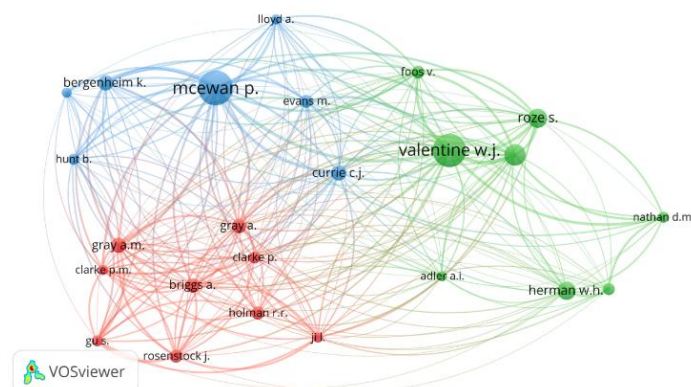 lloyd a.
bergenheim k.
mcewan p.
foos v.
evans m.
roze s.
valentine w.j.
hunt b.
currie c.j.
nathan d.m
gray a.
gray a.m.
clarke p.
clarke p.m.
adler a.i.
briggs a.
herman w.h.
holman r.r.
gu s.
ji l.
rosenstock j.
VOSviewer